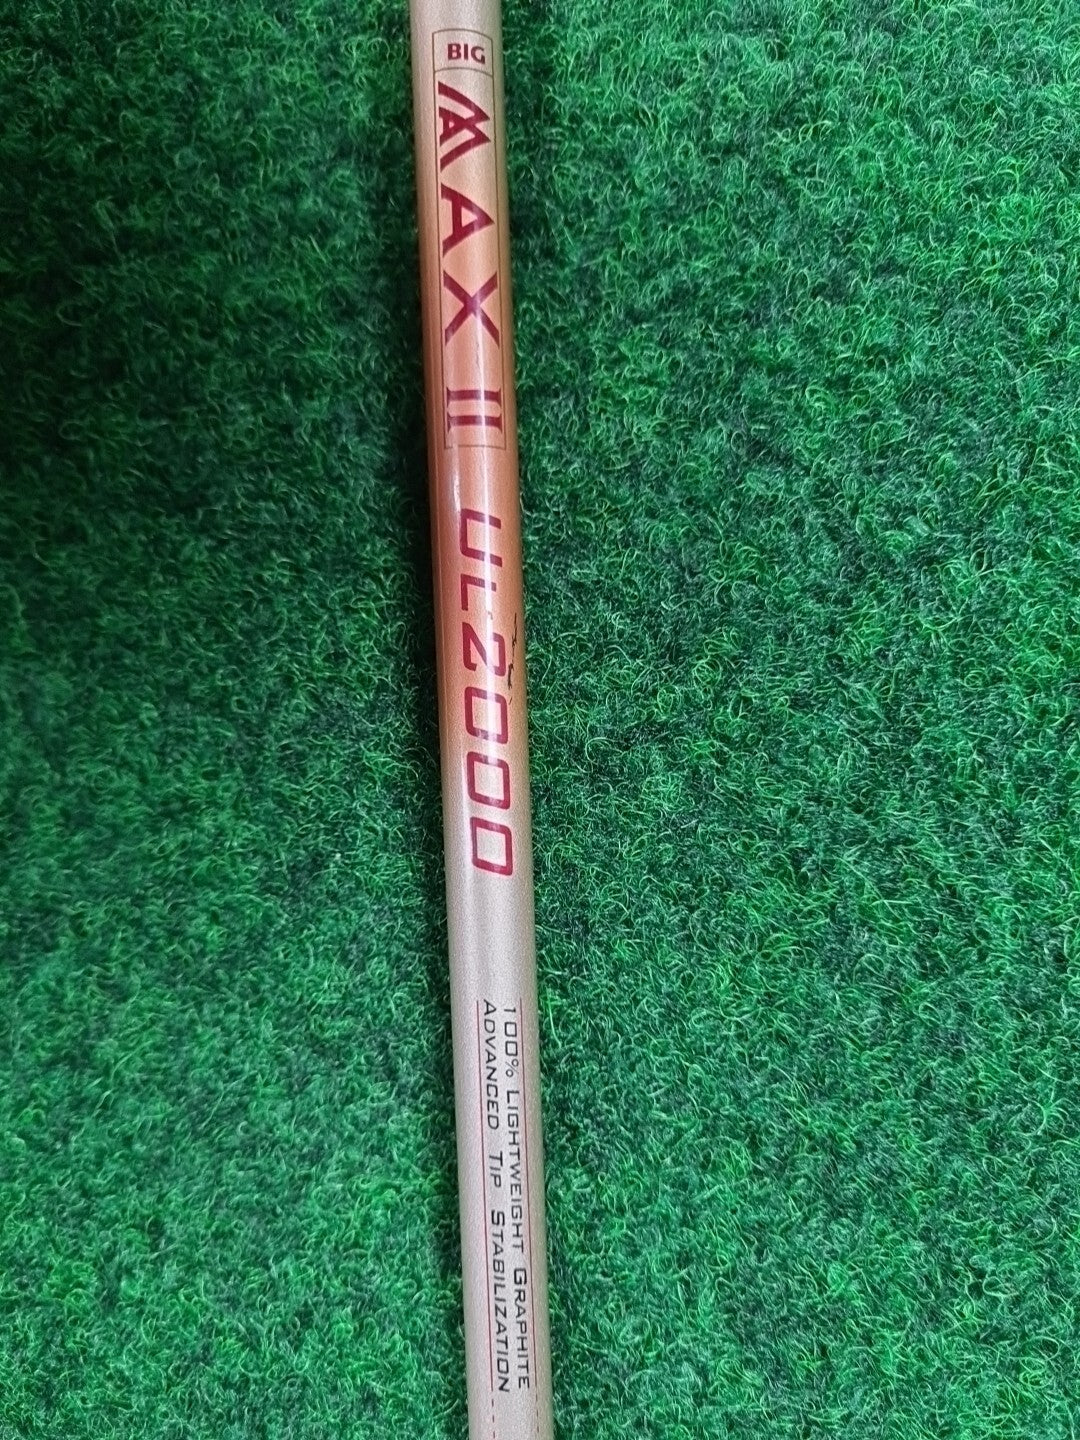 BIG
MAX II
UL2000
100% LIGHTWEIGHT GRAPHITE
ADVANCED TIP STABILIZATION